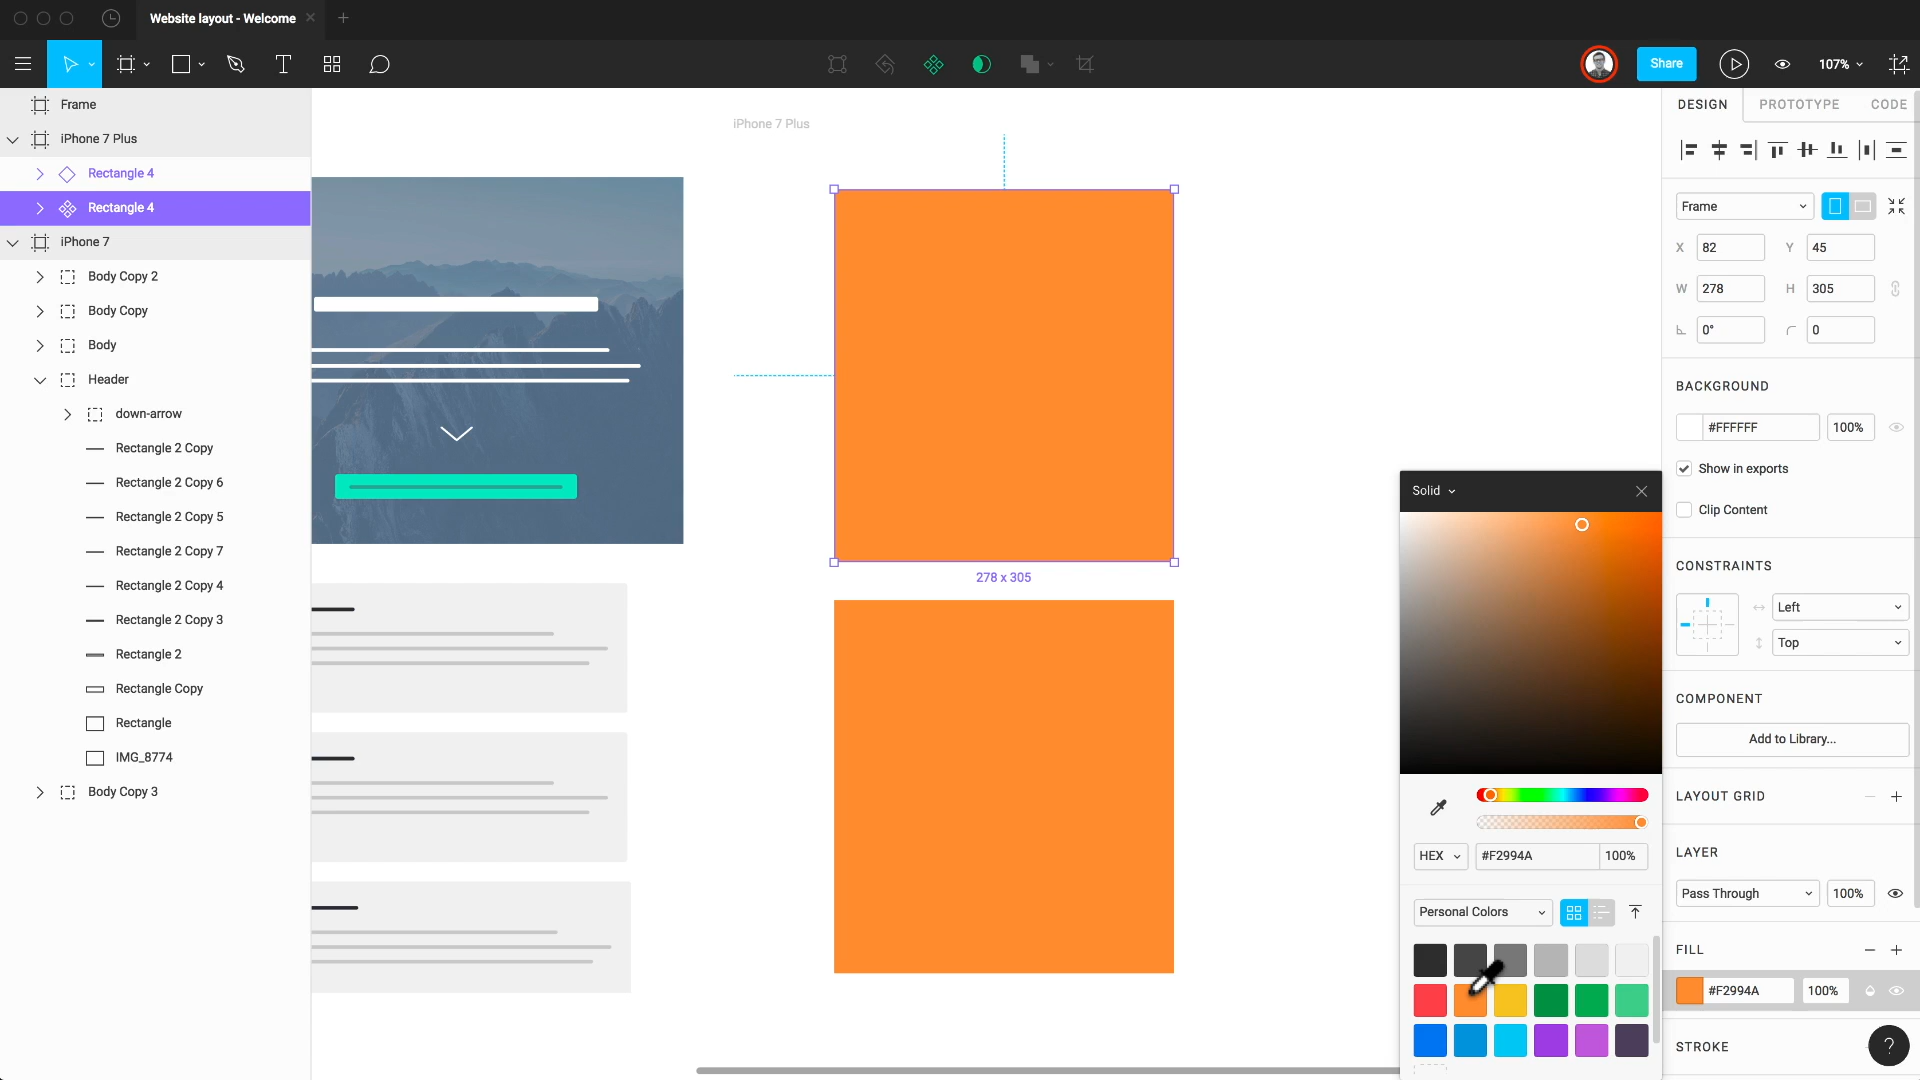 Website layout - Welcome
Share
107%
Frame
iPhone 7 Plus
Rectangle 4
Rectangle 4
iPhone 7
Body Copy 2
Body Copy
Body
Header
down-arrow
Rectangle 2 Copy
Rectangle 2 Copy 6
Rectangle 2 Copy 5
Rectangle 2 Copy 7
Rectangle 2 Copy 4
Rectangle 2 Copy 3
Rectangle 2
Rectangle Copy
Rectangle
IMG_8774
Body Copy 3
iPhone 7 Plus
278 x 305
Solid
HEX #F2994A 100%
Personal Colors
DESIGN PROTOTYPE CODE
Frame
X 82 Y 45
W 278 H 305
0° 0
BACKGROUND
#FFFFFF 100%
Show in exports
Clip Content
CONSTRAINTS
Left
Top
COMPONENT
Add to Library...
LAYOUT GRID
LAYER
Pass Through 100%
FILL
#F2994A 100%
STROKE
?